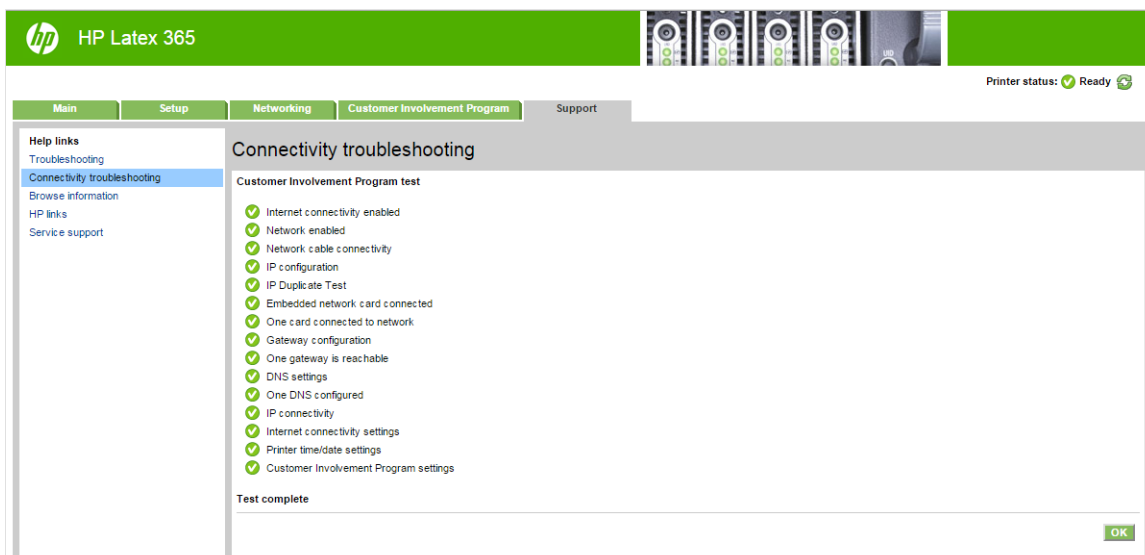 hp HP Latex 365
UID
Printer status: Ready
Main Setup Networking Customer Involvement Program Support
Help links
Troubleshooting
Connectivity troubleshooting
Browse information
HP links
Service support
Connectivity troubleshooting
Customer Involvement Program test
Internet connectivity enabled
Network enabled
Network cable connectivity
IP configuration
IP Duplicate Test
Embedded network card connected
One card connected to network
Gateway configuration
One gateway is reachable
DNS settings
One DNS configured
IP connectivity
Internet connectivity settings
Printer time/date settings
Customer Involvement Program settings
Test complete
OK